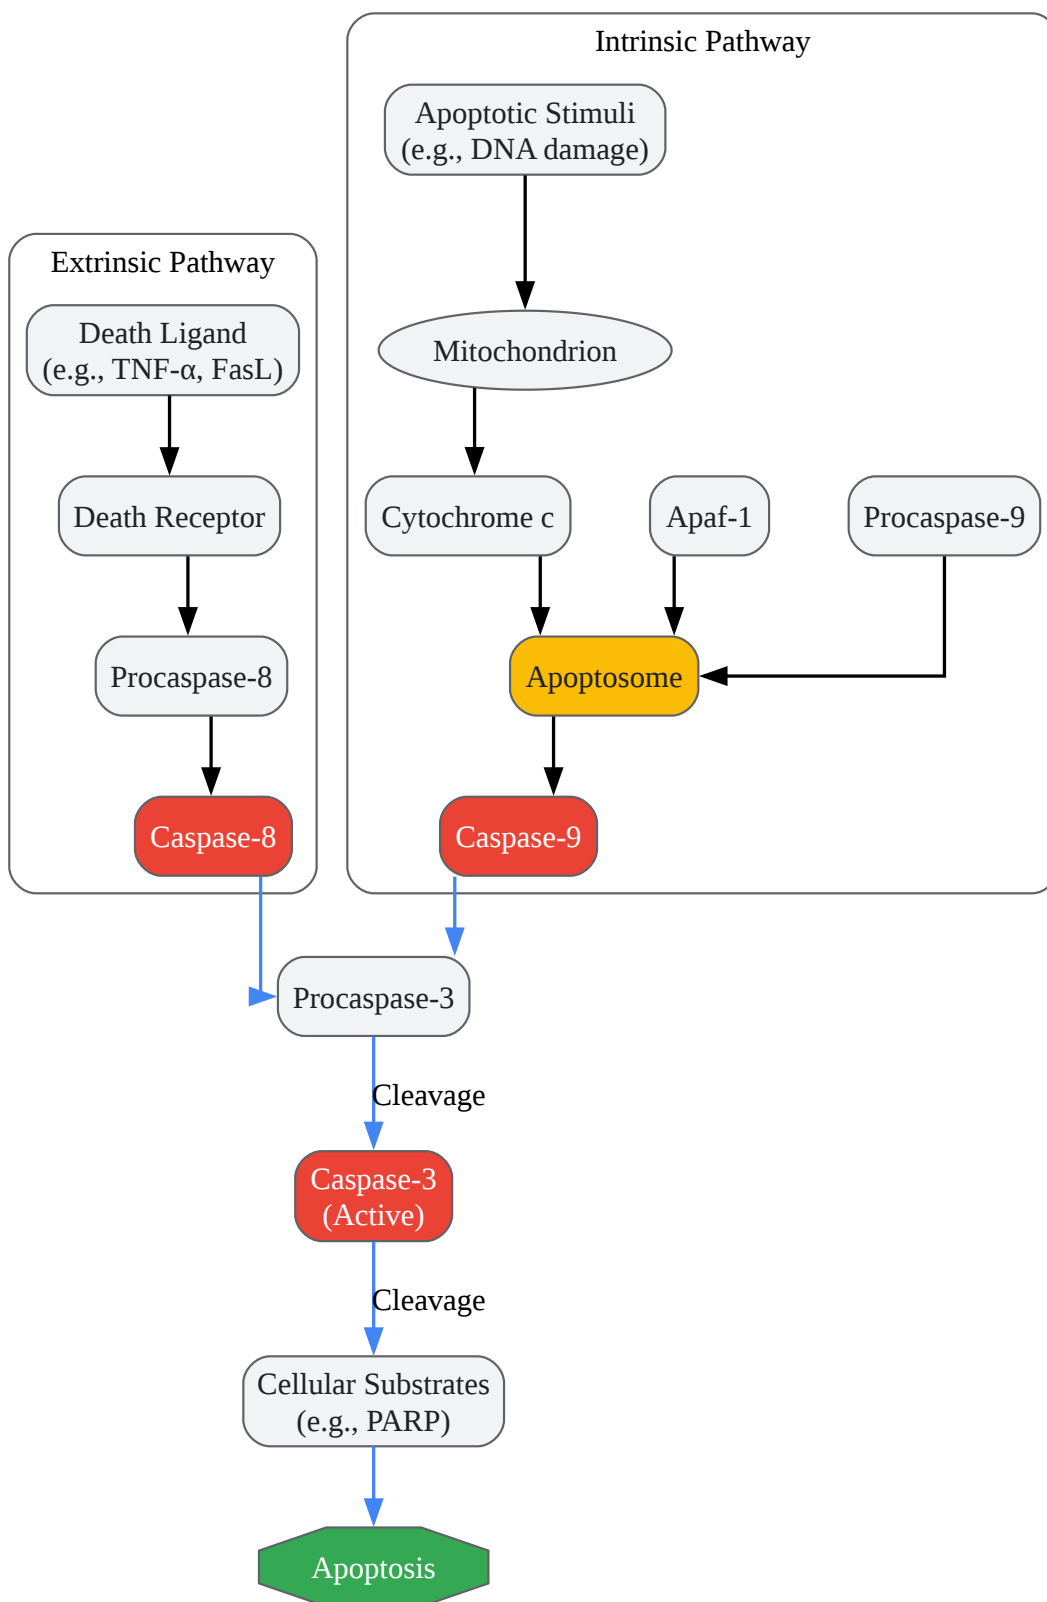 Intrinsic Pathway
Apoptotic Stimuli
(e.g., DNA damage)
Extrinsic Pathway
Death Ligand
(e.g., TNF-α, FasL)
Mitochondrion
Death Receptor
Cytochrome c
Apaf-1
Procaspase-9
Procaspase-8
Apoptosome
Caspase-8
Caspase-9
Procaspase-3
Cleavage
Caspase-3
(Active)
Cleavage
Cellular Substrates
(e.g., PARP)
Apoptosis